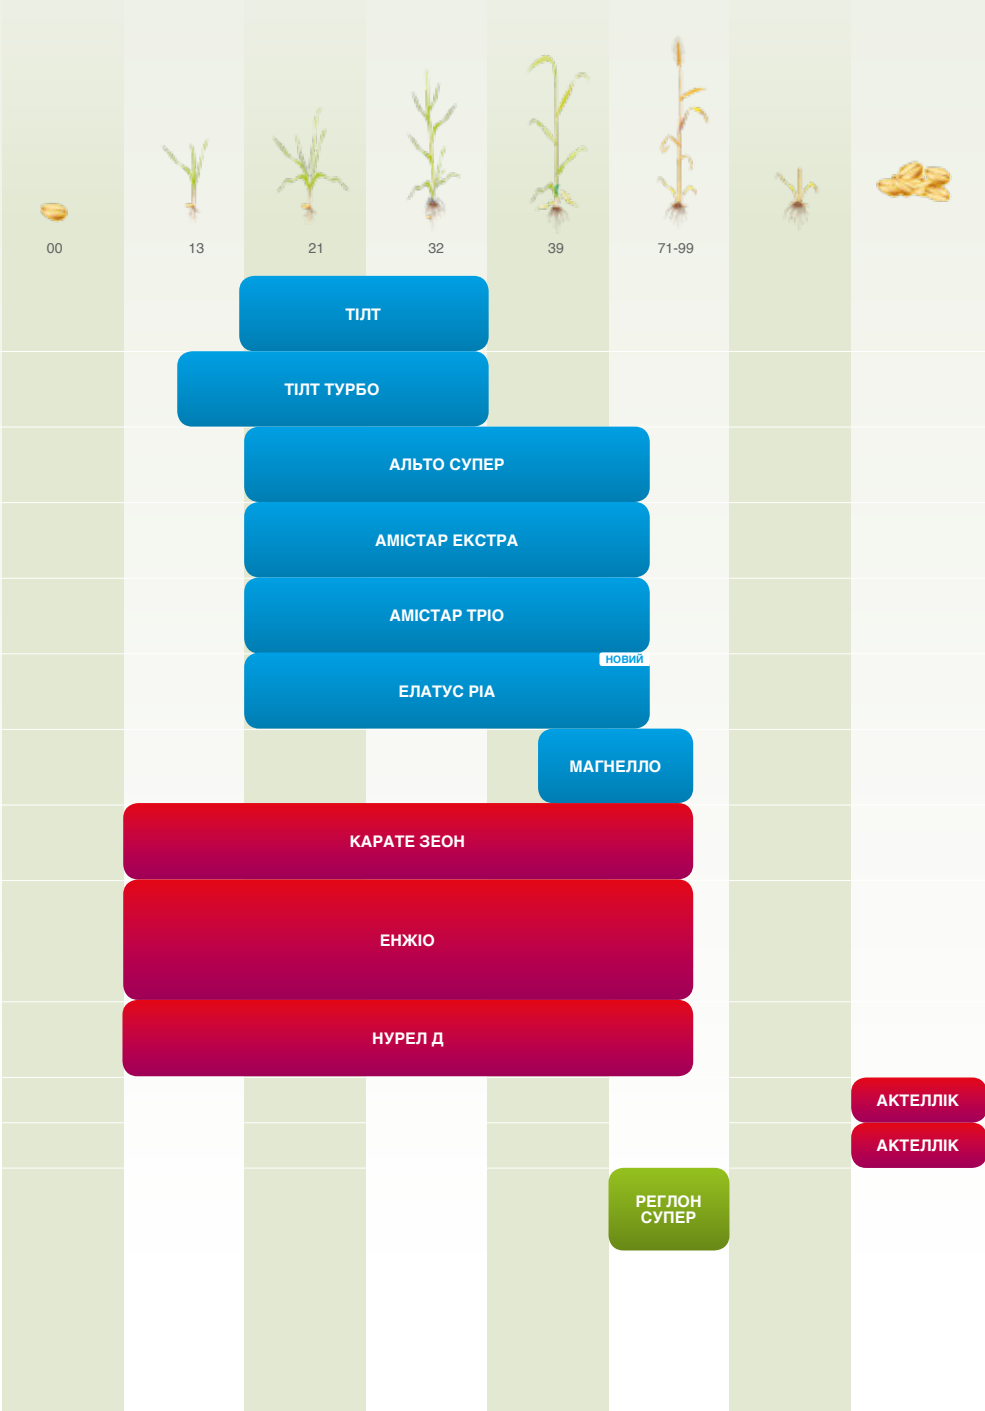 00
13
21
32
39
71-99
ТІЛТ
ТІЛТ ТУРБО
АЛЬТО СУПЕР
АМІСТАР ЕКСТРА
АМІСТАР ТРІО
НОВИЙ
ЕЛАТУС РІА
МАГНЕЛЛО
КАРАТЕ ЗЕОН
ЕНЖІО
НУРЕЛ Д
АКТЕЛЛІК
АКТЕЛЛІК
РЕГЛОН
СУПЕР